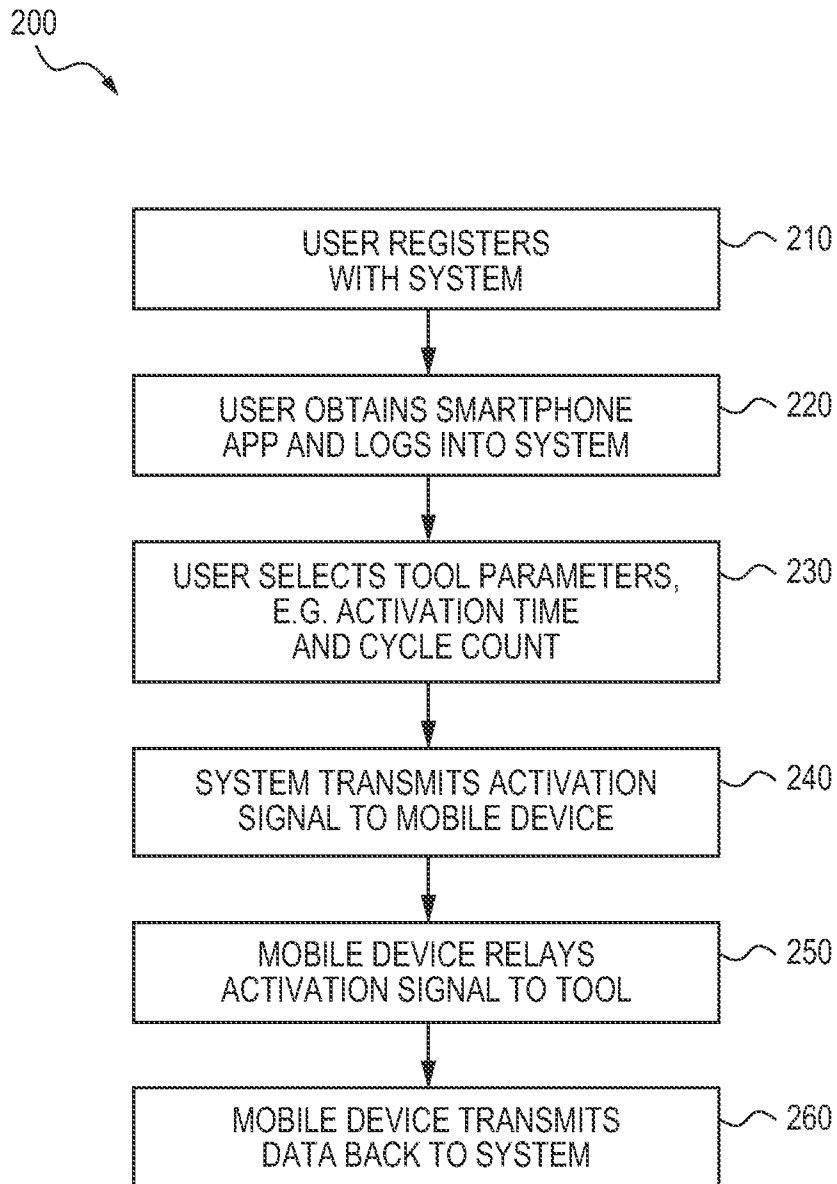 200
USER REGISTERS
WITH SYSTEM
210
USER OBTAINS SMARTPHONE
APP AND LOGS INTO SYSTEM
220
USER SELECTS TOOL PARAMETERS,
E.G. ACTIVATION TIME
AND CYCLE COUNT
230
SYSTEM TRANSMITS ACTIVATION
SIGNAL TO MOBILE DEVICE
240
MOBILE DEVICE RELAYS
ACTIVATION SIGNAL TO TOOL
250
MOBILE DEVICE TRANSMITS
DATA BACK TO SYSTEM
260